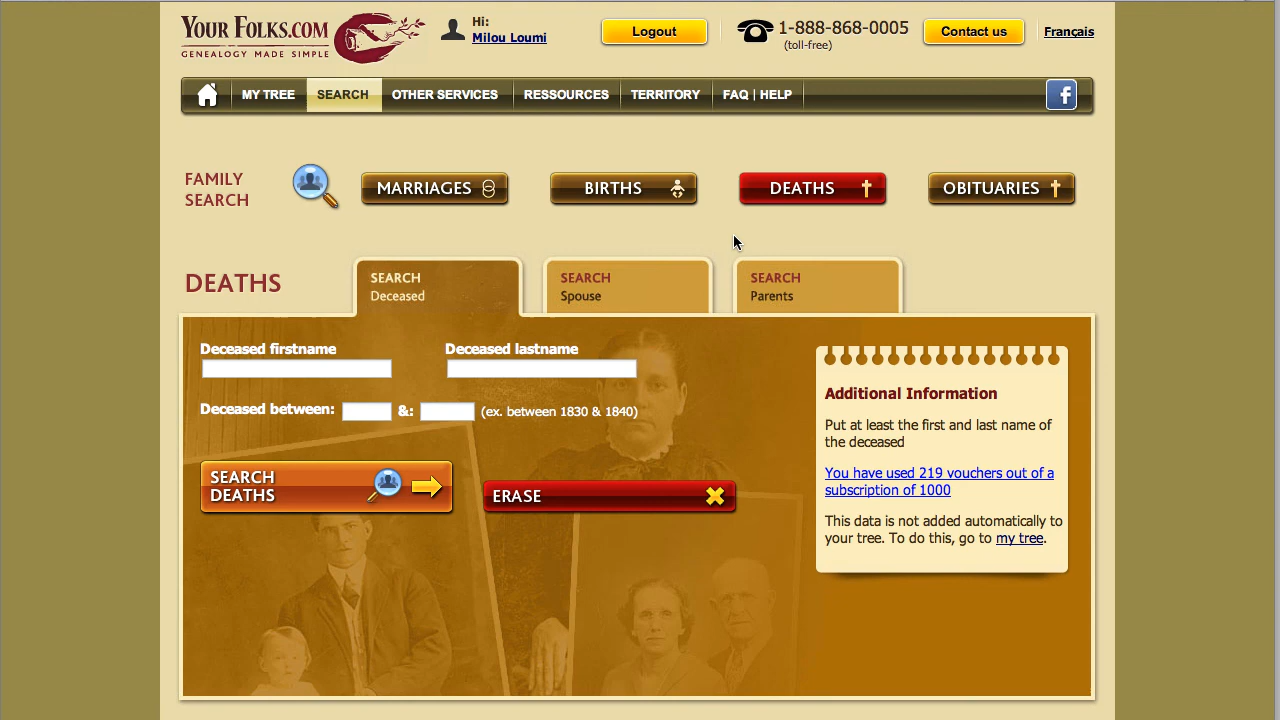 YOUR FOLKS.COM
GENEALOGY MADE SIMPLE
Hi:
Milou Loumi
Logout
1-888-868-0005
(toll-free)
Contact us
Français
MY TREE
SEARCH
OTHER SERVICES
RESSOURCES
TERRITORY
FAQ | HELP
f
FAMILY
SEARCH
MARRIAGES
BIRTHS
DEATHS
OBITUARIES
DEATHS
SEARCH
Deceased
SEARCH
Spouse
SEARCH
Parents
Deceased firstname
Deceased lastname
Deceased between: &: (ex. between 1830 & 1840)
SEARCH
DEATHS
ERASE
Additional Information
Put at least the first and last name of
the deceased
You have used 219 vouchers out of a
subscription of 1000
This data is not added automatically to
your tree. To do this, go to my tree.